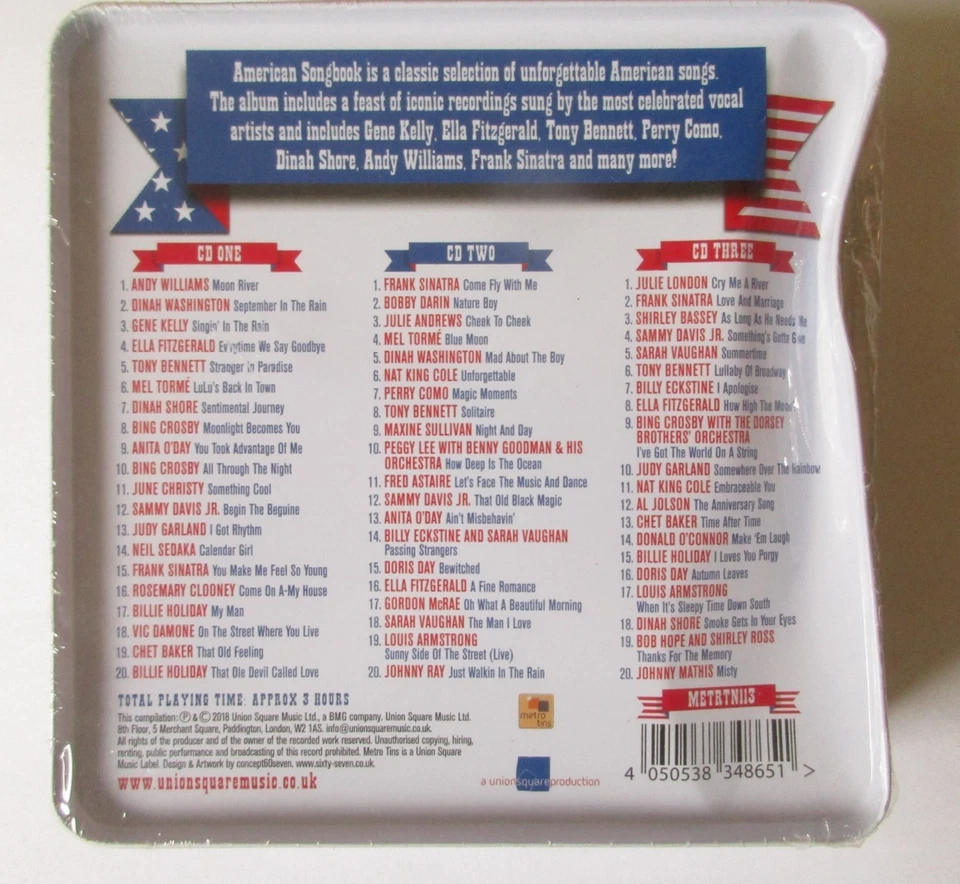 American Songbook is a classic selection of unforgettable American songs.
The album includes a feast of iconic recordings sung by the most celebrated vocal
artists and includes Gene Kelly, Ella Fitzgerald, Tony Bennett, Perry Como,
Dinah Shore, Andy Williams, Frank Sinatra and many more!
CD ONE
1. ANDY WILLIAMS Moon River
2. DINAH WASHINGTON September In The Rain
3. GENE KELLY Singin' In The Rain
4. ELLA FITZGERALD Ev'rytime We Say Goodbye
5. TONY BENNETT Stranger In Paradise
6. MEL TORMÉ LuLu's Back In Town
7. DINAH SHORE Sentimental Journey
8. BING CROSBY Moonlight Becomes You
9. ANITA O'DAY You Took Advantage Of Me
10. BING CROSBY All Through The Night
11. JUNE CHRISTY Something Cool
12. SAMMY DAVIS JR. Begin The Beguine
13. JUDY GARLAND I Got Rhythm
14. NEIL SEDAKA Calendar Girl
15. FRANK SINATRA You Make Me Feel So Young
16. ROSEMARY CLOONEY Come On A-My House
17. BILLIE HOLIDAY My Man
18. VIC DAMONE On The Street Where You Live
19. CHET BAKER That Old Feeling
20. BILLIE HOLIDAY That Ole Devil Called Love
CD TWO
1. FRANK SINATRA Come Fly With Me
2. BOBBY DARIN Nature Boy
3. JULIE ANDREWS Cheek To Cheek
4. MEL TORMÉ Blue Moon
5. DINAH WASHINGTON Mad About The Boy
6. NAT KING COLE Unforgettable
7. PERRY COMO Magic Moments
8. TONY BENNETT Solitaire
9. MAXINE SULLIVAN Night And Day
10. PEGGY LEE WITH BENNY GOODMAN & HIS
ORCHESTRA How Deep Is The Ocean
11. FRED ASTAIRE Let's Face The Music And Dance
12. SAMMY DAVIS JR. That Old Black Magic
13. ANITA O'DAY Ain't Misbehavin'
14. BILLY ECKSTINE AND SARAH VAUGHAN
Passing Strangers
15. DORIS DAY Bewitched
16. ELLA FITZGERALD A Fine Romance
17. GORDON McRAE Oh What A Beautiful Morning
18. SARAH VAUGHAN The Man I Love
19. LOUIS ARMSTRONG
Sunny Side Of The Street (Live)
20. JOHNNY RAY Just Walkin In The Rain
CD THREE
1. JULIE LONDON Cry Me A River
2. FRANK SINATRA Love And Marriage
3. SHIRLEY BASSEY As Long As He Needs Me
4. SAMMY DAVIS JR. Something's Gotta Give
5. SARAH VAUGHAN Summertime
6. TONY BENNETT Lullaby Of Broadway
7. BILLY ECKSTINE I Apologise
8. ELLA FITZGERALD How High The Moon
9. BING CROSBY WITH THE DORSEY
BROTHERS' ORCHESTRA
I've Got The World On A String
10. JUDY GARLAND Somewhere Over The Rainbow
11. NAT KING COLE Embraceable You
12. AL JOLSON The Anniversary Song
13. CHET BAKER Time After Time
14. DONALD O'CONNOR Make 'Em Laugh
15. BILLIE HOLIDAY I Loves You Porgy
16. DORIS DAY Autumn Leaves
17. LOUIS ARMSTRONG
When It's Sleepy Time Down South
18. DINAH SHORE Smoke Gets In Your Eyes
19. BOB HOPE AND SHIRLEY ROSS
Thanks For The Memory
20. JOHNNY MATHIS Misty
TOTAL PLAYING TIME: APPROX 3 HOURS
This compilation: Ⓟ & © 2018 Union Square Music Ltd., a BMG company. Union Square Music Ltd.
8th Floor, 5 Merchant Square, Paddington, London, W2 1AS. info@unionsquaremusic.co.uk.
All rights of the producer and of the owner of the recorded work reserved. Unauthorised copying, hiring,
renting, public performance and broadcasting of this record prohibited. Metro Tins is a Union Square
Music Label. Design & Artwork by concept60seven. www.sixty-seven.co.uk.
www.unionsquaremusic.co.uk
metro
tins
a unionsquareproduction
METRTN113
4 050538 348651 >